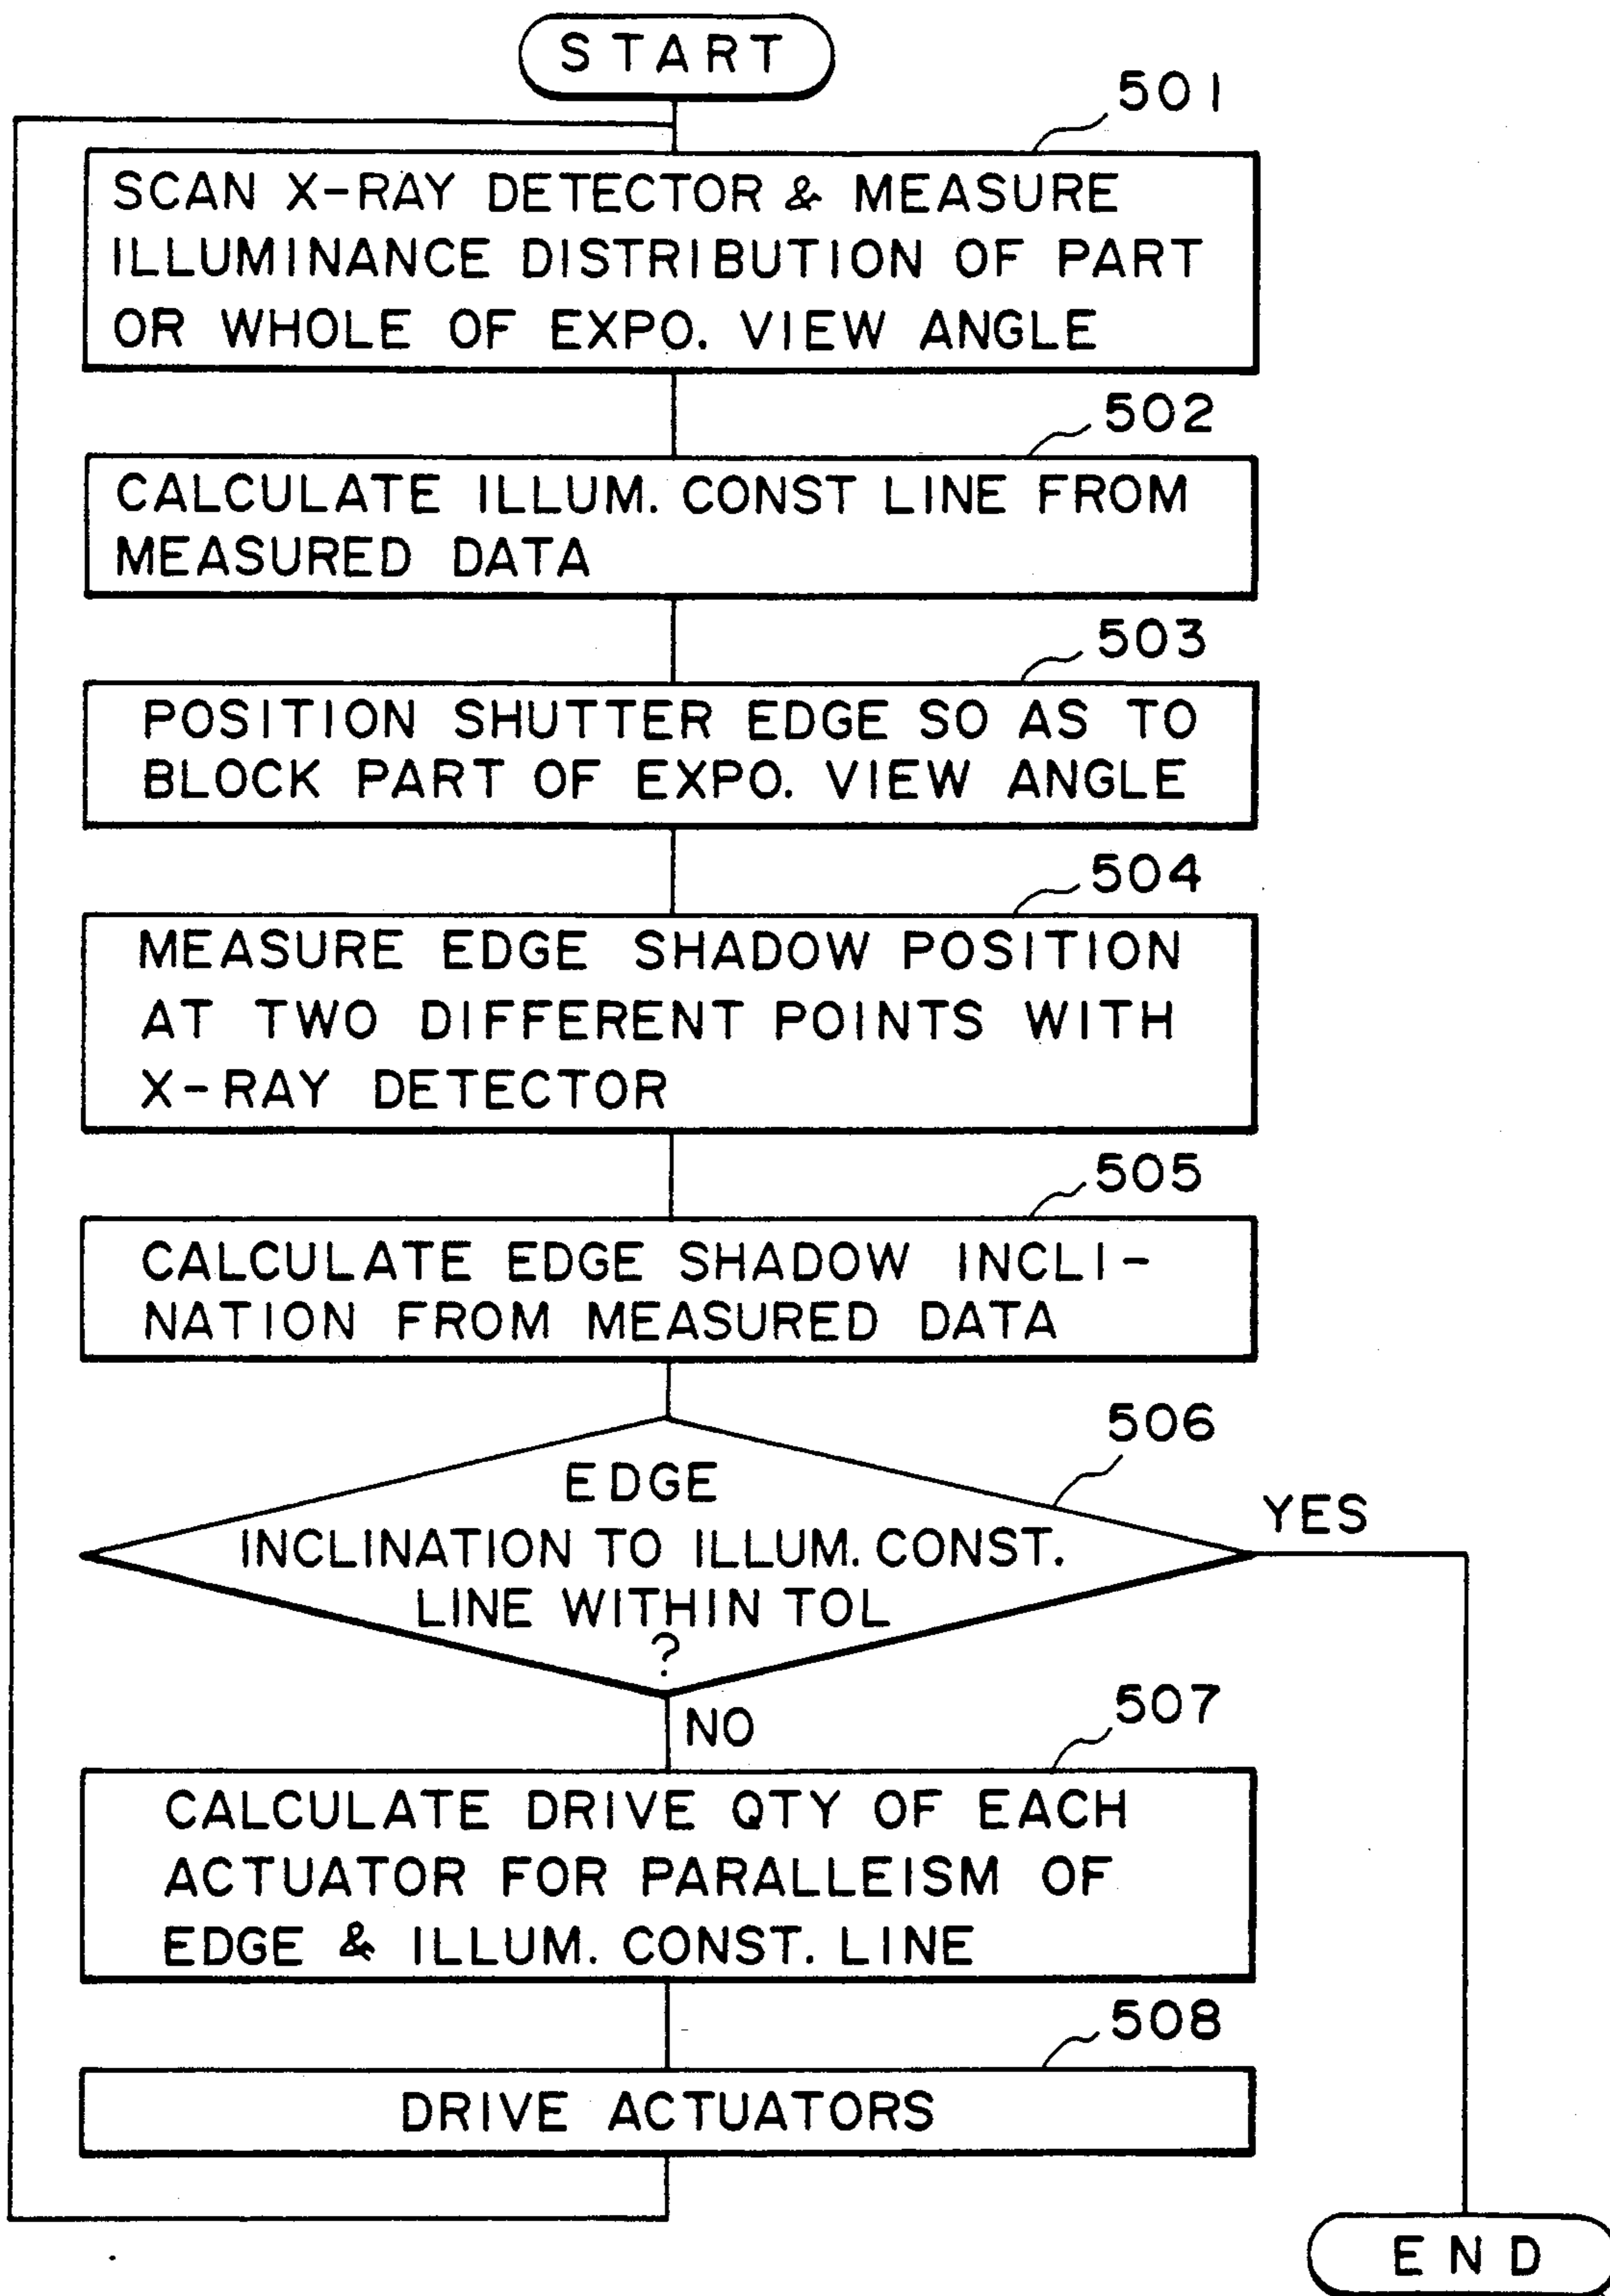 START
501
SCAN X-RAY DETECTOR & MEASURE
ILLUMINANCE DISTRIBUTION OF PART
OR WHOLE OF EXPO. VIEW ANGLE
502
CALCULATE ILLUM. CONST LINE FROM
MEASURED DATA
503
POSITION SHUTTER EDGE SO AS TO
BLOCK PART OF EXPO. VIEW ANGLE
504
MEASURE EDGE SHADOW POSITION
AT TWO DIFFERENT POINTS WITH
X-RAY DETECTOR
505
CALCULATE EDGE SHADOW INCLI-
NATION FROM MEASURED DATA
506
EDGE
INCLINATION TO ILLUM. CONST.
LINE WITHIN TOL
?
YES
NO
507
CALCULATE DRIVE QTY OF EACH
ACTUATOR FOR PARALLEISM OF
EDGE & ILLUM. CONST. LINE
508
DRIVE ACTUATORS
END